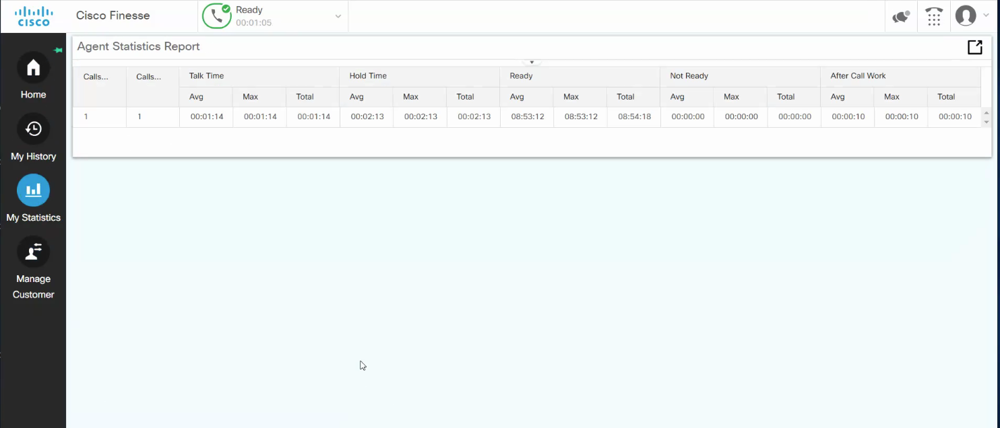 cisco
Cisco Finesse
Ready
00:01:05
Home
My History
My Statistics
Manage
Customer
Agent Statistics Report
Calls... Calls... Talk Time Hold Time Ready Not Ready After Call Work
Avg Max Total Avg Max Total Avg Max Total Avg Max Total Avg Max Total
1 1 00:01:14 00:01:14 00:01:14 00:02:13 00:02:13 00:02:13 08:53:12 08:53:12 08:54:18 00:00:00 00:00:00 00:00:00 00:00:10 00:00:10 00:00:10